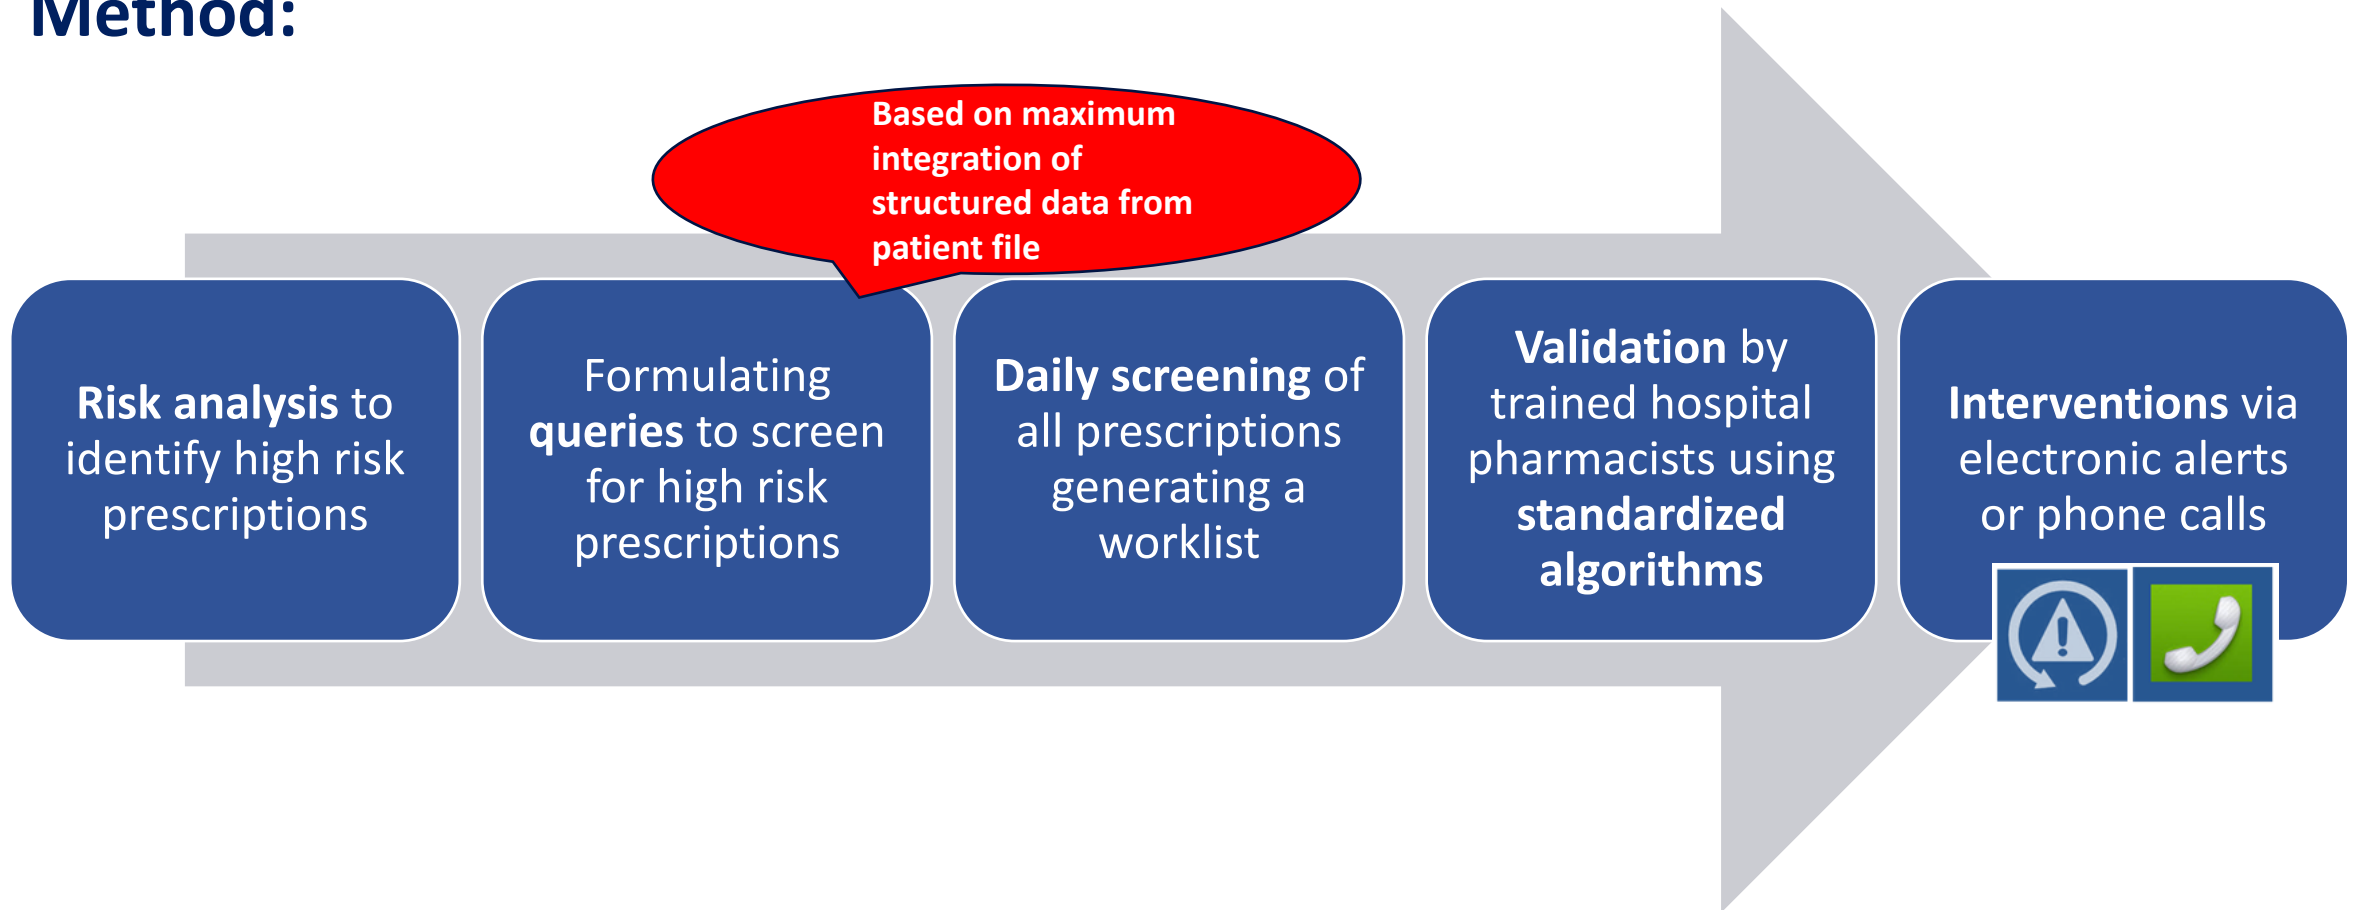 Method:
Based on maximum
integration of
structured data from
patient file
Risk analysis to
identify high risk
prescriptions
Formulating
queries to screen
for high risk
prescriptions
Daily screening of
all prescriptions
generating a
worklist
Validation by
trained hospital
pharmacists using
standardized
algorithms
Interventions via
electronic alerts
or phone calls